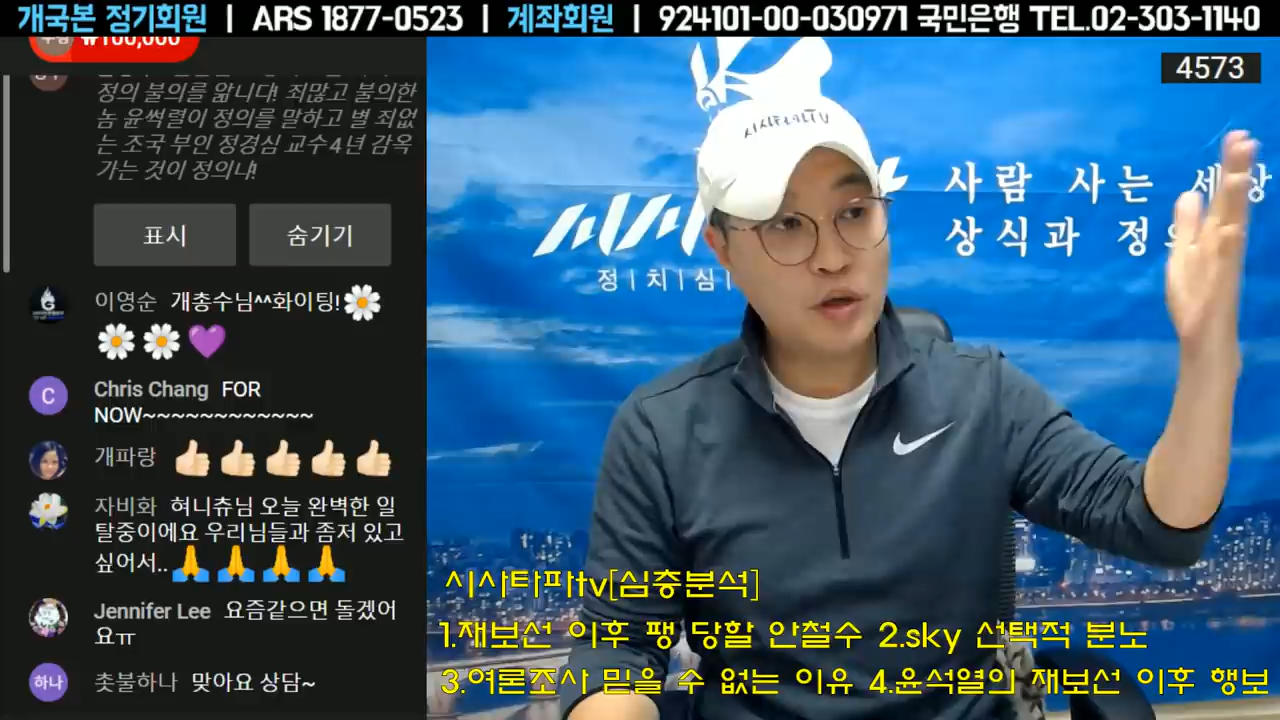 개국본 정기회원 | ARS 1877-0523 | 계좌회원 | 924101-00-030971 국민은행 TEL.02-303-1140
₩100,000
4573
정의 불의를 앎니다! 죄많고 불의한
놈 윤썩렬이 정의를 말하고 별 죄없
는 조국 부인 정경심 교수 4년 감옥
가는 것이 정의냐!
표시
숨기기
이영순 개총수님^^화이팅!🌼
🌼🌼💜
C
Chris Chang FOR
NOW~~~~~~~~~~~~
개파랑 👍🏻👍🏻👍🏻👍🏻👍🏻
자비화 혀니츄님 오늘 완벽한 일
탈중이에요 우리님들과 좀저 있고
싶어서..🙏🙏🙏🙏
Jennifer Lee 요즘같으면 돌겠어
요ㅠ
하나
촛불하나 맞아요 상담~
시사타파TV
사람 사는 세상
상식과 정의
정|치|심|
시사타파tv[심층분석]
1.재보선 이후 팽 당할 안철수 2.sky 선택적 분노
3.여론조사 믿을 수 없는 이유 4.윤석열의 재보선 이후 행보